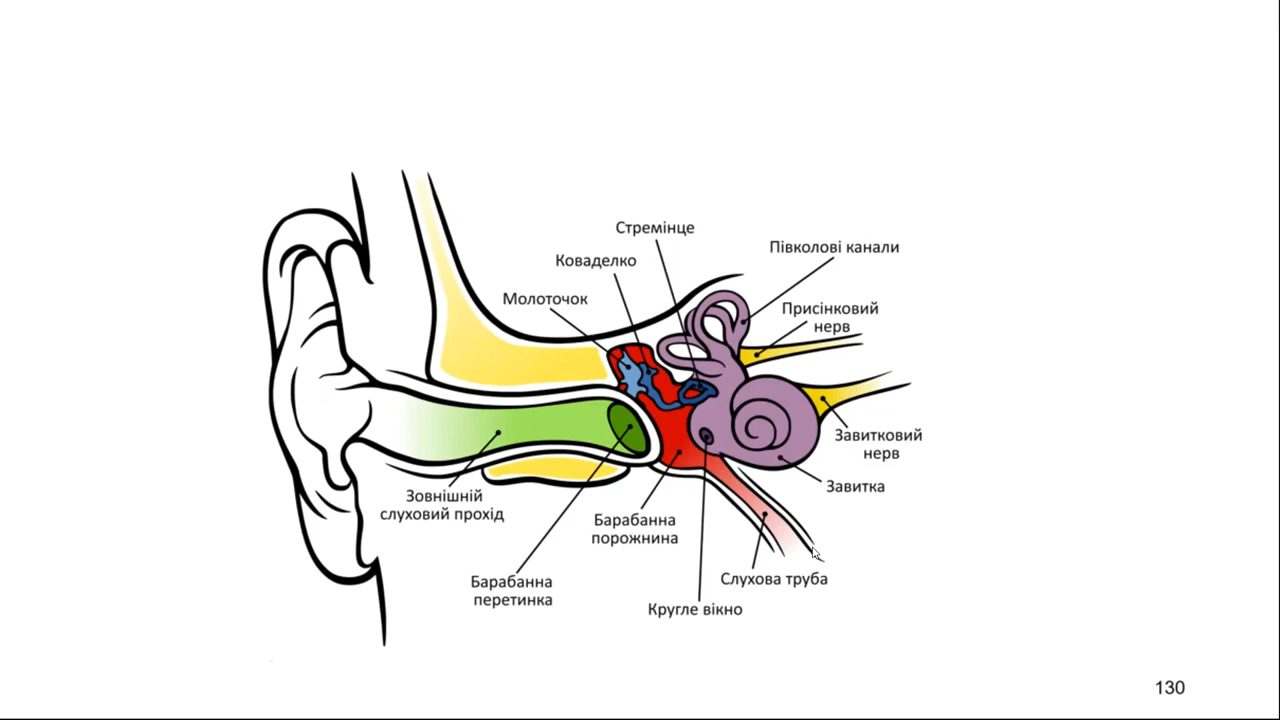 Стремінце
Півколові канали
Коваделко
Молоточок
Присінковий
нерв
Завитковий
нерв
Завитка
Зовнішній
слуховий прохід
Барабанна
порожнина
Барабанна
перетинка
Слухова труба
Кругле вікно
130